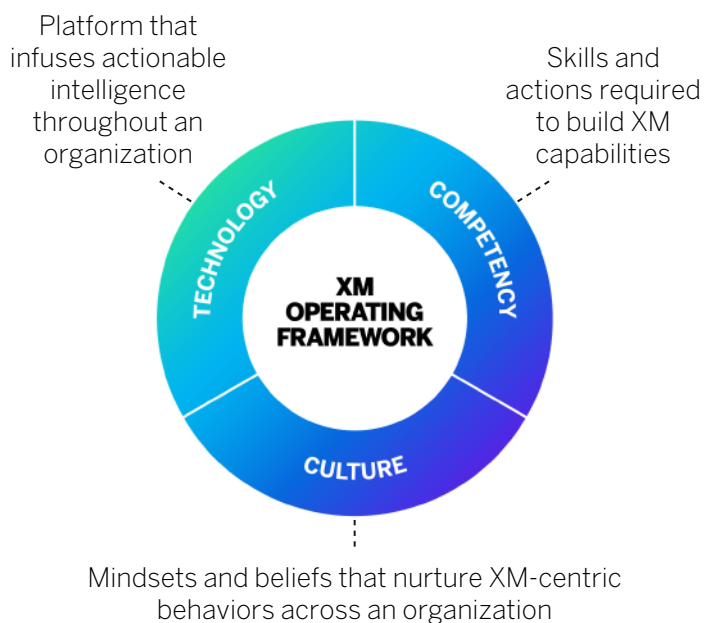 Platform that
infuses actionable
intelligence
throughout an
organization
Skills and
actions required
to build XM
capabilities
TECHNOLOGY
COMPETENCY
XM
OPERATING
FRAMEWORK
CULTURE
Mindsets and beliefs that nurture XM-centric
behaviors across an organization